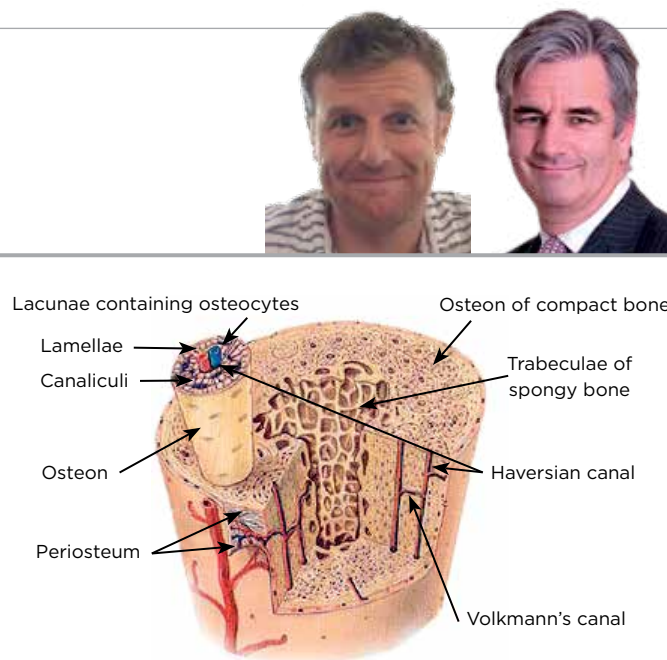 Lacunae containing osteocytes
Osteon of compact bone
Lamellae
Trabeculae of
spongy bone
Canaliculi
Osteon
Haversian canal
Periosteum
Volkmann's canal